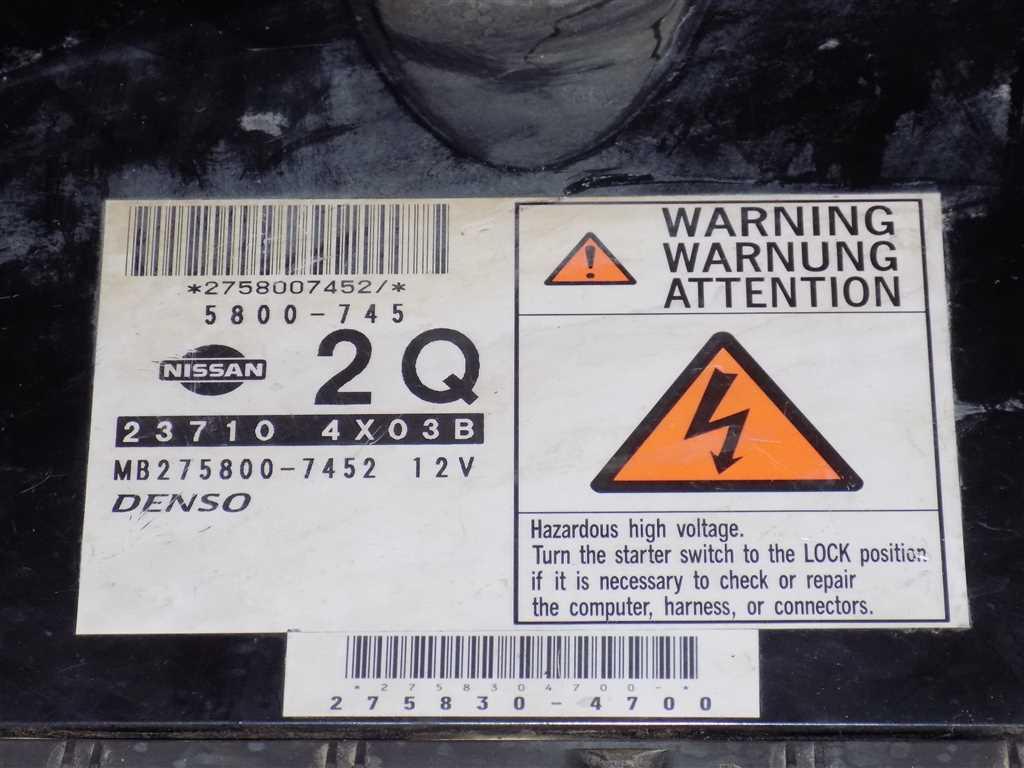 *2758007452/*
5800-745
NISSAN 2Q
23710 4X03B
MB275800-7452 12V
DENSO
!
WARNING
WARNUNG
ATTENTION
Hazardous high voltage.
Turn the starter switch to the LOCK position
if it is necessary to check or repair
the computer, harness, or connectors.
*2758304700-*
275830-4700